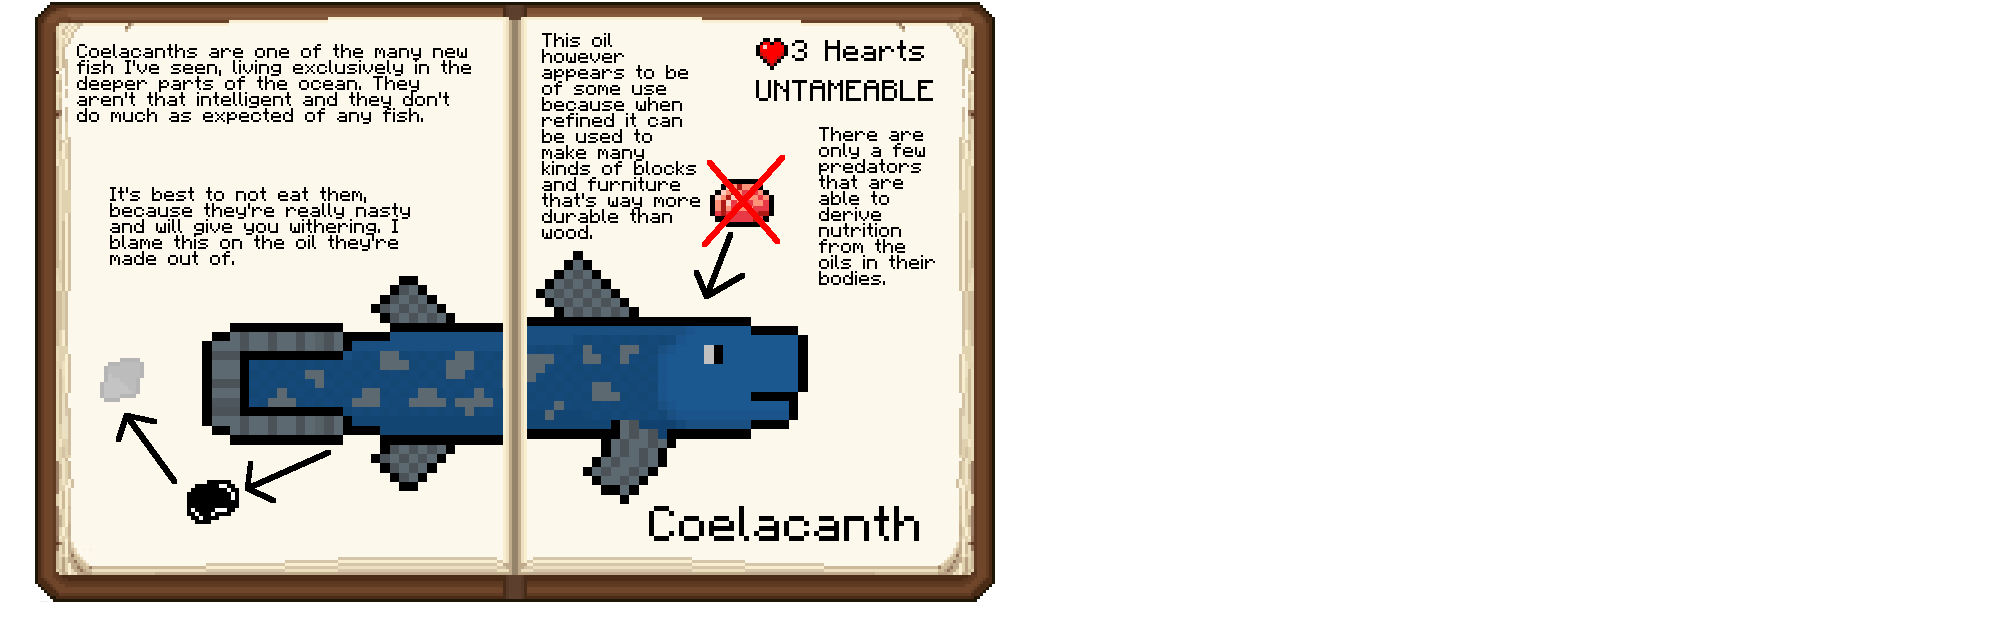 Coelacanths are one of the many new
fish I've seen, living exclusively in the
deeper parts of the ocean. They
aren't that intelligent and they don't
do much as expected of any fish.
It's best to not eat them,
because they're really nasty
and will give you withering. I
blame this on the oil they're
made out of.
This oil
however
appears to be
of some use
because when
refined it can
be used to
make many
kinds of blocks
and furniture
that's way more
durable than
wood.
3 Hearts
UNTAMEABLE
There are
only a few
predators
that are
able to
derive
nutrition
from the
oils in their
bodies.
Coelacanth